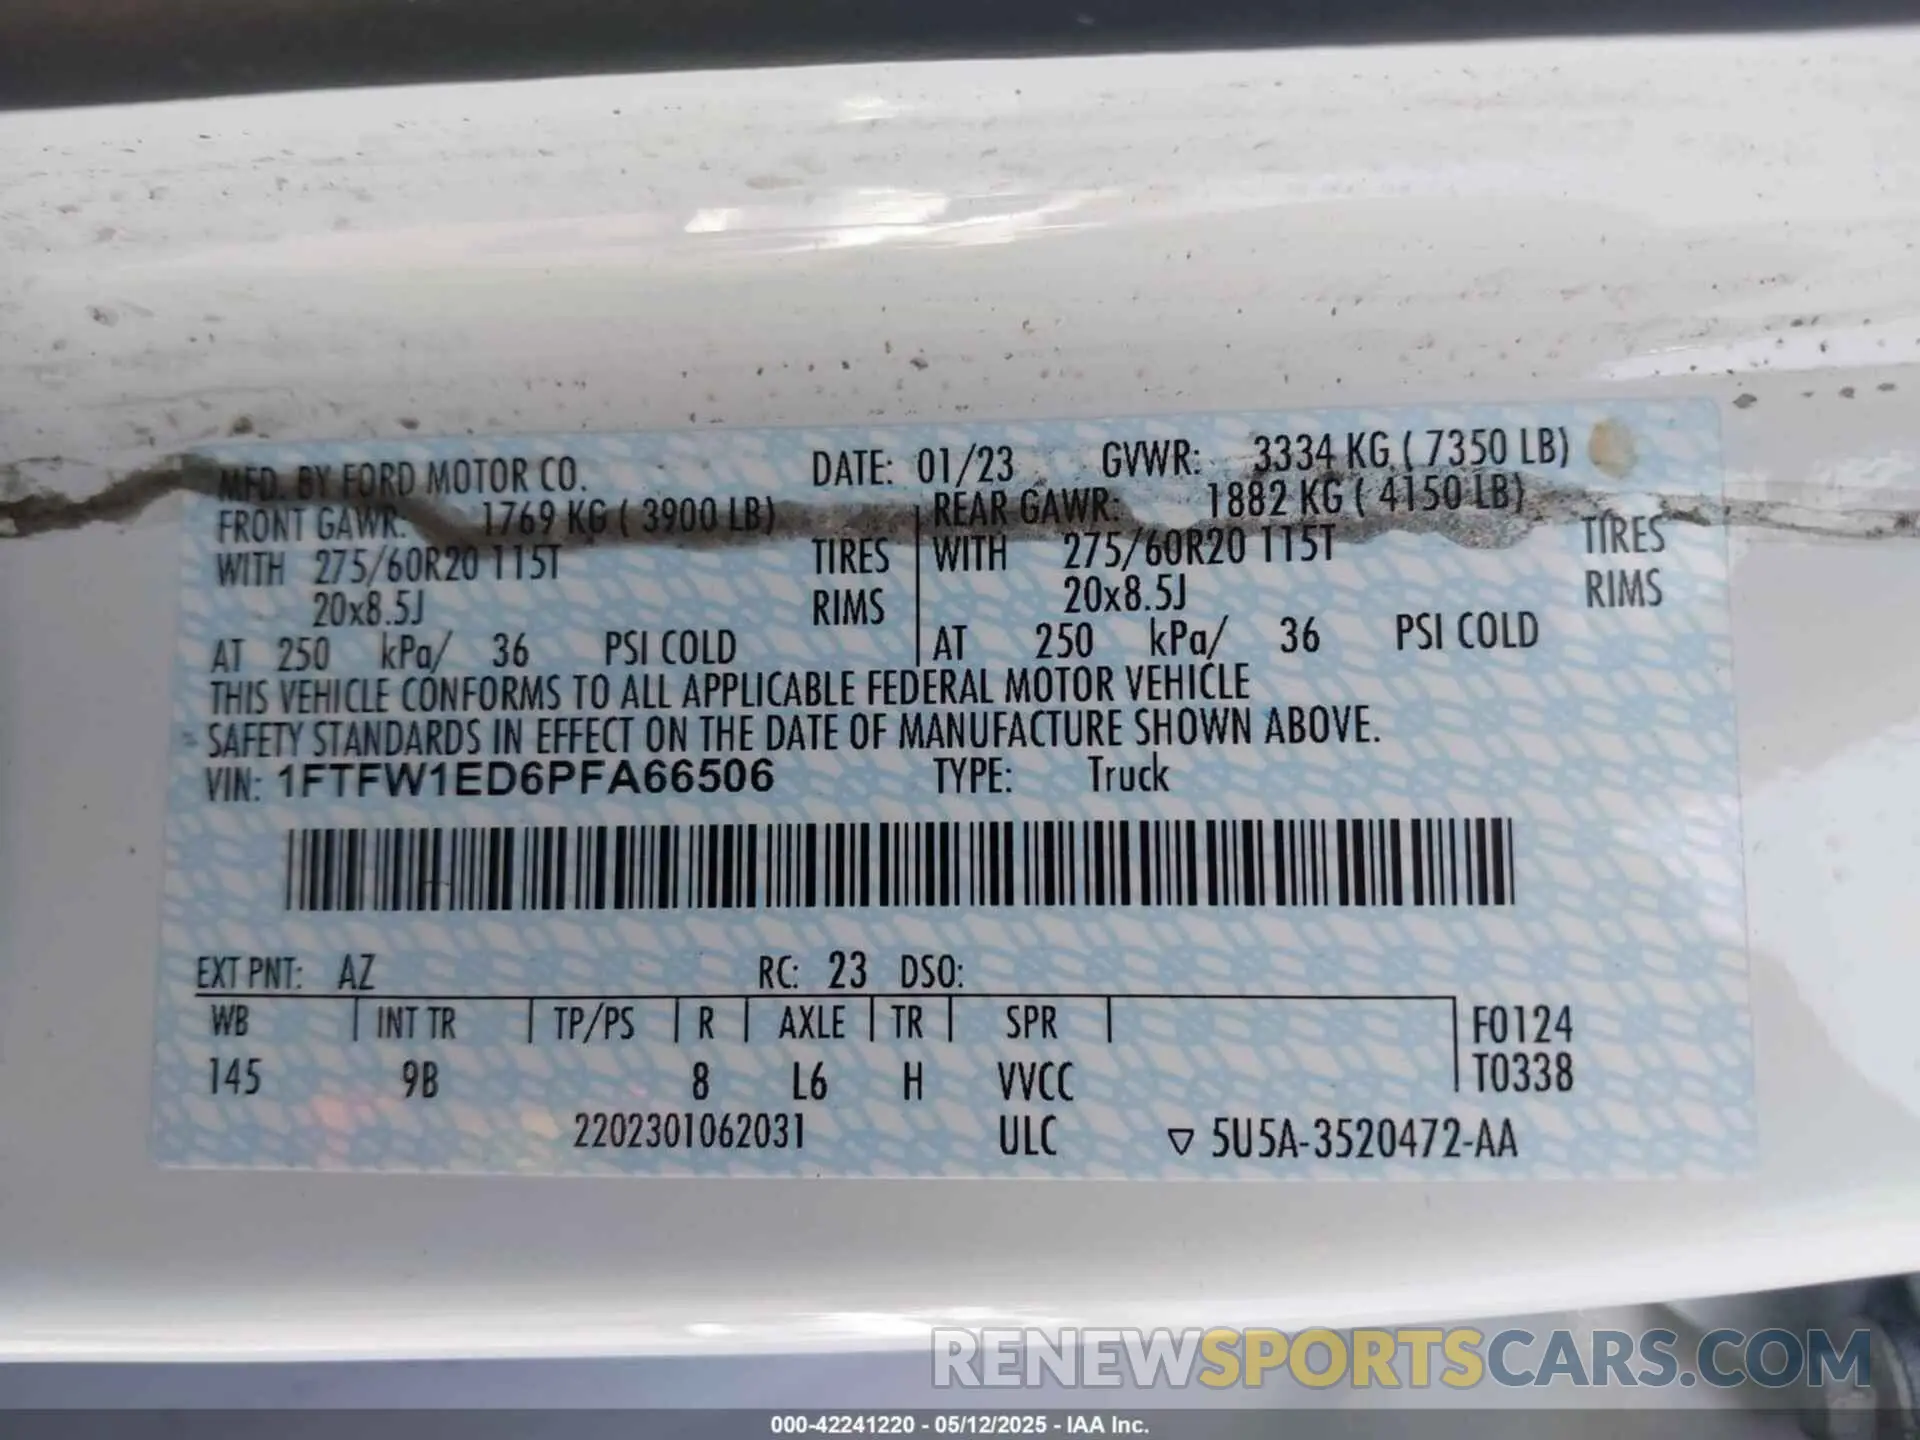 MFD. BY FORD MOTOR CO. DATE: 01/23 GVWR: 3334 KG ( 7350 LB)
FRONT GAWR: 1769 KG ( 3900 LB) REAR GAWR: 1882 KG ( 4150 LB)
WITH 275/60R20 115T TIRES WITH 275/60R20 115T TIRES
20x8.5J RIMS 20x8.5J RIMS
AT 250 kPa/ 36 PSI COLD AT 250 kPa/ 36 PSI COLD
THIS VEHICLE CONFORMS TO ALL APPLICABLE FEDERAL MOTOR VEHICLE
SAFETY STANDARDS IN EFFECT ON THE DATE OF MANUFACTURE SHOWN ABOVE.
VIN: 1FTFW1ED6PFA66506 TYPE: Truck
EXT PNT: AZ RC: 23 DSO:
WB INT TR TP/PS R AXLE TR SPR F0124
T0338
145 9B 8 L6 H VVCC
2202301062031 ULC ▽ 5U5A-3520472-AA
RENEWSPORTSCARS.COM
000-42241220 - 05/12/2025 - IAA Inc.